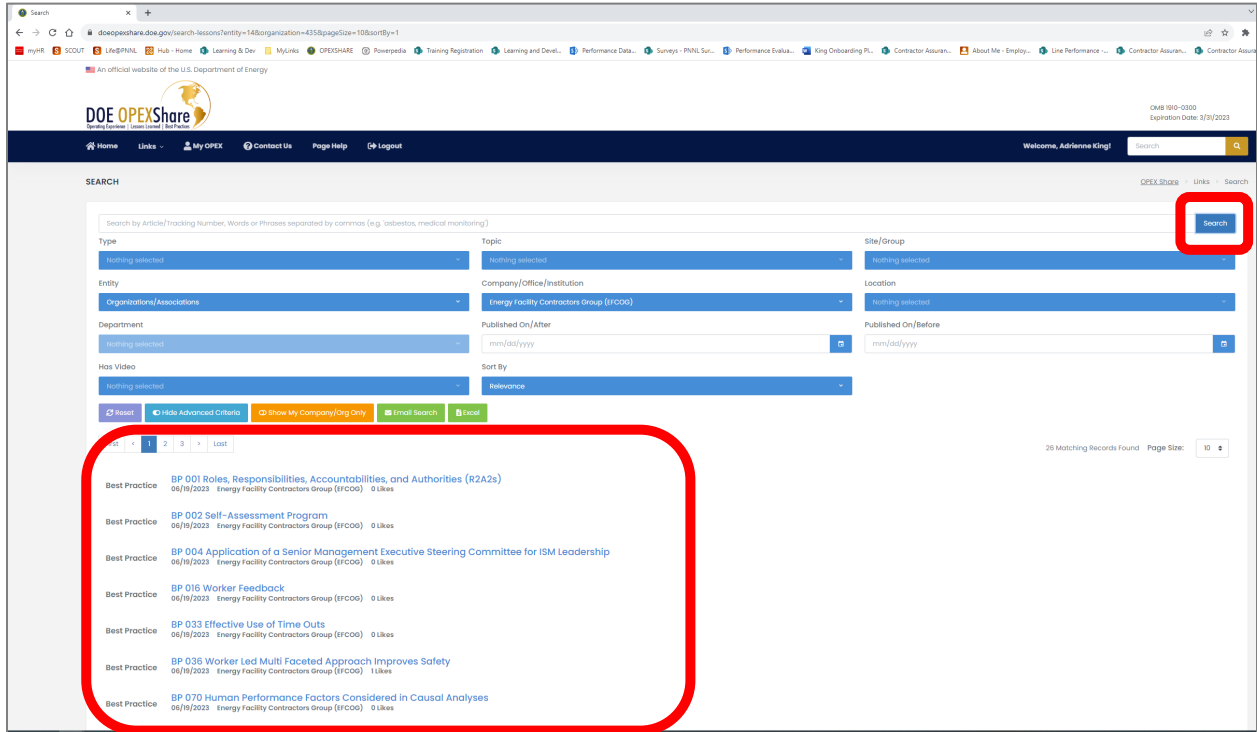 Search
doeopexshare.doe.gov/search-lessons?entity=14&organization=435&pageSize=10&sortBy=1
myHR SCOUT Life@PNNL Hub - Home Learning & Dev MyLinks OPEXSHARE Powerpedia Training Registration Learning and Devel... Performance Data... Surveys - PNNL Sur... Performance Evalua... King Onboarding Pl... Contractor Assuran... About Me - Employ... Line Performance -... Contractor Assuran... Contractor Assura
An official website of the U.S. Department of Energy
DOE OPEXShare
Operating Experience | Lessons Learned | Best Practices
OMB 1910-0300
Expiration Date: 3/31/2023
Home Links My OPEX Contact Us Page Help Logout Welcome, Adrienne King! Search
SEARCH OPEX Share Links Search
Search by Article/Tracking Number, Words or Phrases separated by commas (e.g. 'asbestos, medical monitoring') Search
Type Topic Site/Group
Nothing selected Nothing selected Nothing selected
Entity Company/Office/Institution Location
Organizations/Associations Energy Facility Contractors Group (EFCOG) Nothing selected
Department Published On/After Published On/Before
Nothing selected mm/dd/yyyy mm/dd/yyyy
Has Video Sort By
Nothing selected Relevance
Reset Hide Advanced Criteria Show My Company/Org Only Email Search Excel
‹ 1 2 3 › Last 26 Matching Records Found Page Size: 10
Best Practice BP 001 Roles, Responsibilities, Accountabilities, and Authorities (R2A2s)
06/19/2023 Energy Facility Contractors Group (EFCOG) 0 Likes
Best Practice BP 002 Self-Assessment Program
06/19/2023 Energy Facility Contractors Group (EFCOG) 0 Likes
Best Practice BP 004 Application of a Senior Management Executive Steering Committee for ISM Leadership
06/19/2023 Energy Facility Contractors Group (EFCOG) 0 Likes
Best Practice BP 016 Worker Feedback
06/19/2023 Energy Facility Contractors Group (EFCOG) 0 Likes
Best Practice BP 033 Effective Use of Time Outs
06/19/2023 Energy Facility Contractors Group (EFCOG) 0 Likes
Best Practice BP 036 Worker Led Multi Faceted Approach Improves Safety
06/19/2023 Energy Facility Contractors Group (EFCOG) 1 Likes
Best Practice BP 070 Human Performance Factors Considered in Causal Analyses
06/19/2023 Energy Facility Contractors Group (EFCOG) 0 Likes